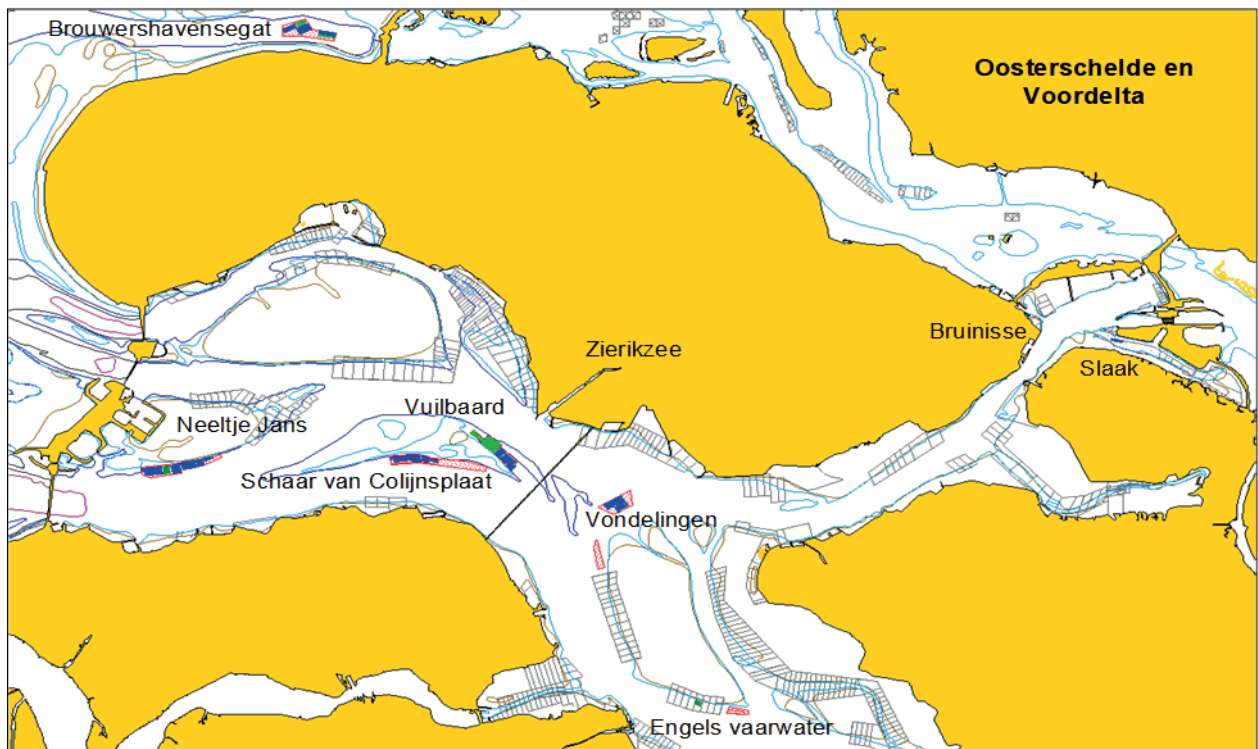 Brouwershavensegat
Oosterschelde en
Voordelta
Bruinisse
Zierikzee
Slaak
Vuilbaard
Neeltje Jans
Schaar van Colijnsplaat
Vondelingen
Engels vaarwater